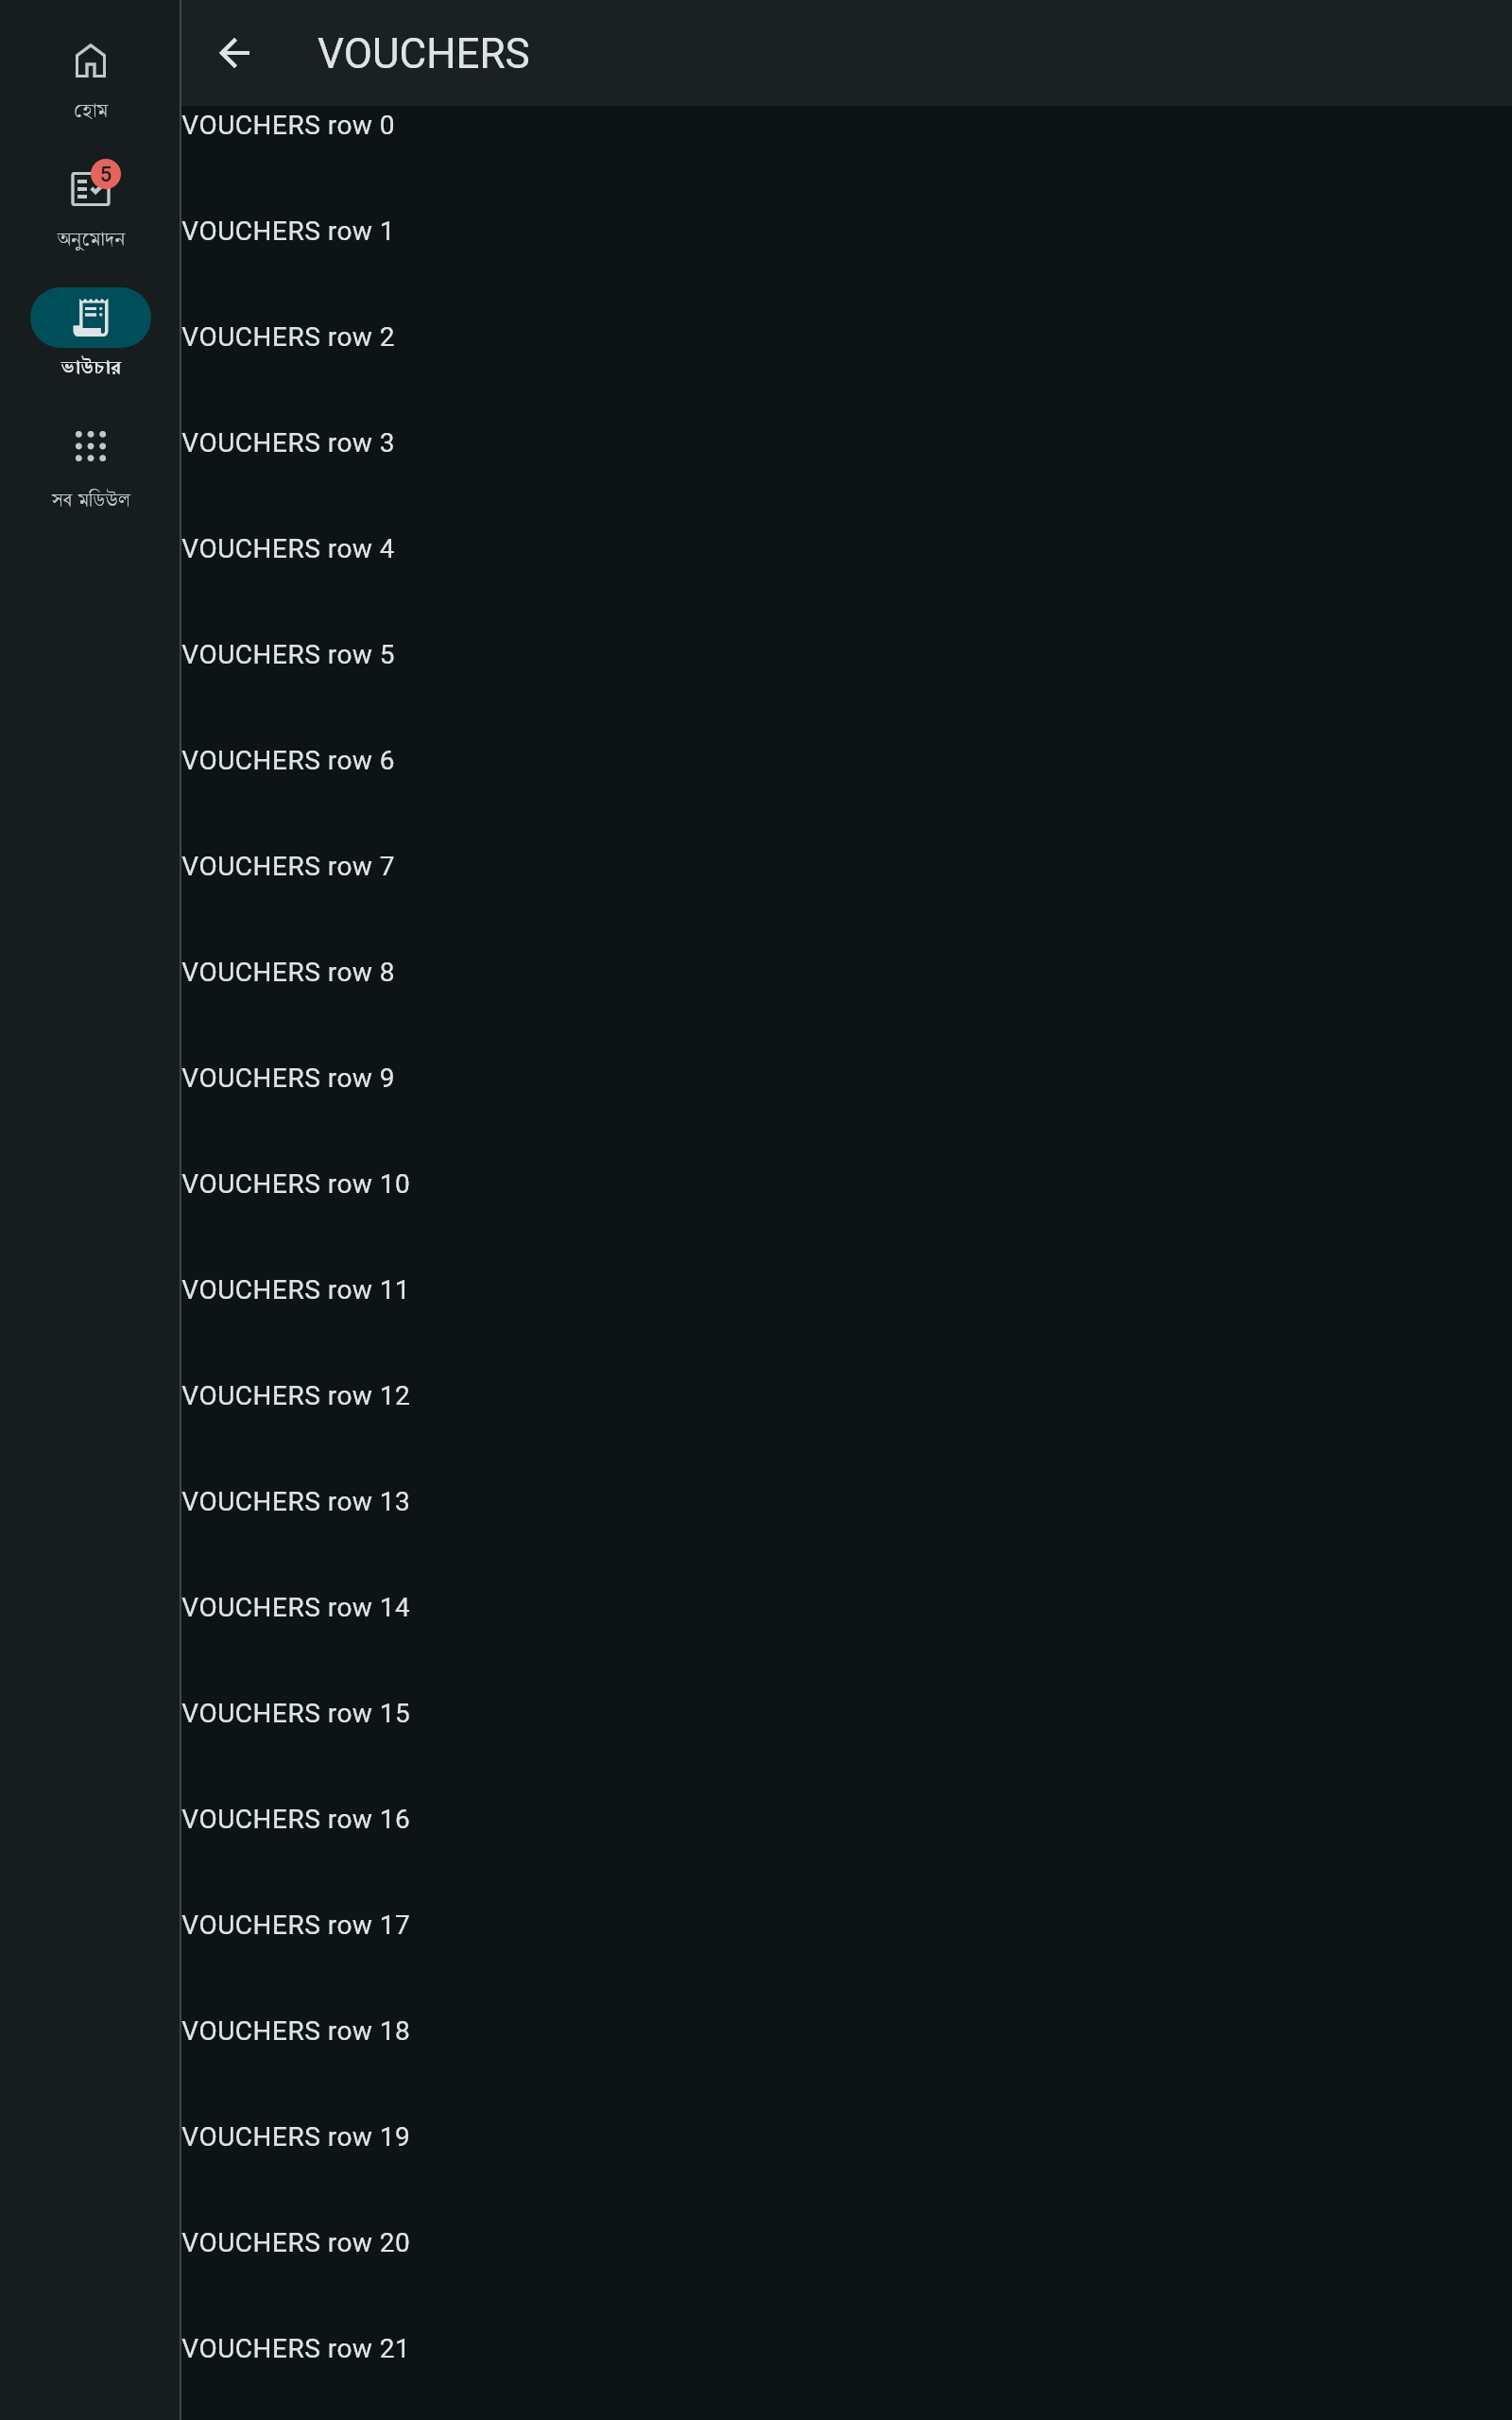 হোম
5
অনুমোদন
ভাউচার
সব মডিউল
VOUCHERS
VOUCHERS row 0
VOUCHERS row 1
VOUCHERS row 2
VOUCHERS row 3
VOUCHERS row 4
VOUCHERS row 5
VOUCHERS row 6
VOUCHERS row 7
VOUCHERS row 8
VOUCHERS row 9
VOUCHERS row 10
VOUCHERS row 11
VOUCHERS row 12
VOUCHERS row 13
VOUCHERS row 14
VOUCHERS row 15
VOUCHERS row 16
VOUCHERS row 17
VOUCHERS row 18
VOUCHERS row 19
VOUCHERS row 20
VOUCHERS row 21